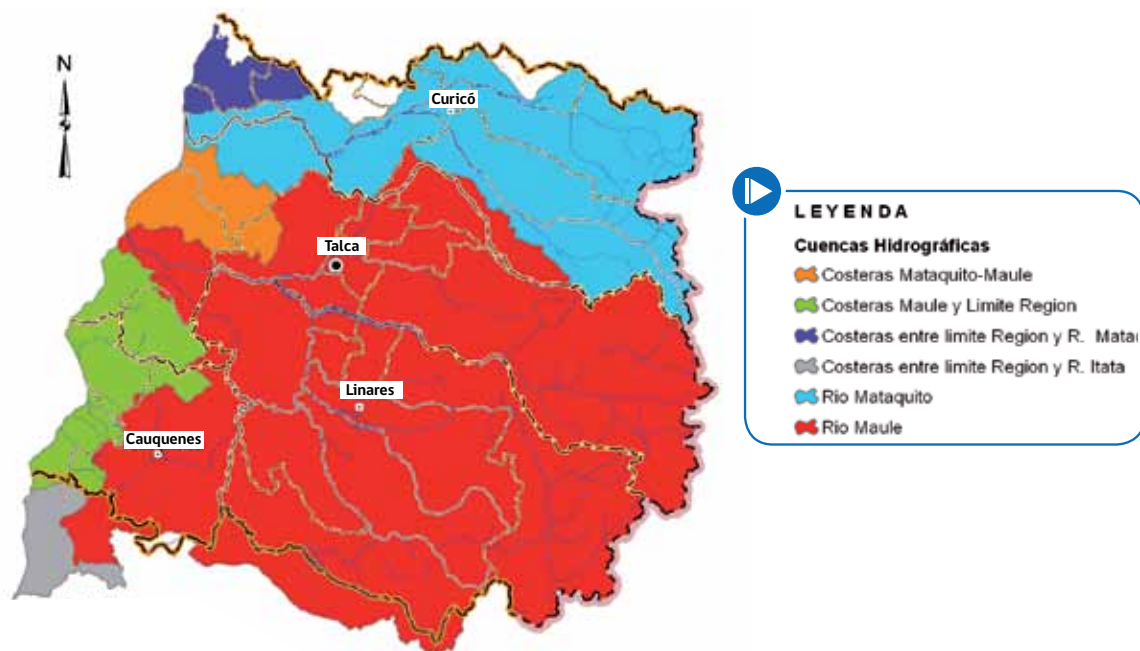 N
Curicó
Talca
Linares
Cauquenes
LEYENDA
Cuencas Hidrográficas
Costeras Mataquito-Maule
Costeras Maule y Limite Region
Costeras entre limite Region y R. Mata
Costeras entre limite Region y R. Itata
Rio Mataquito
Rio Maule